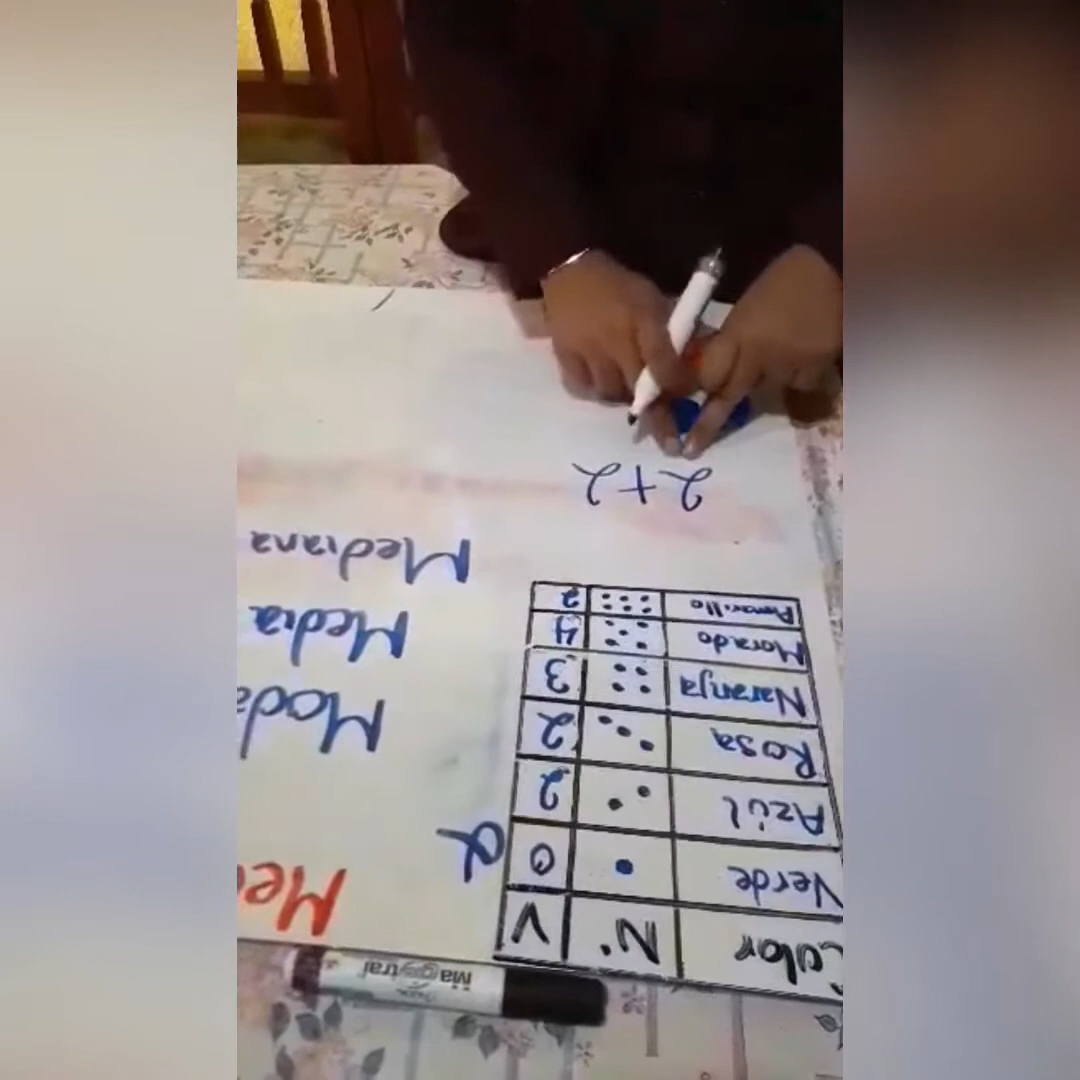 Magistral
Color N° V
Verde 0
Azúl 2
Rosa 2
Naranja 3
Morado 4
Amarillo 2
Moda
Media
Mediana
2+2